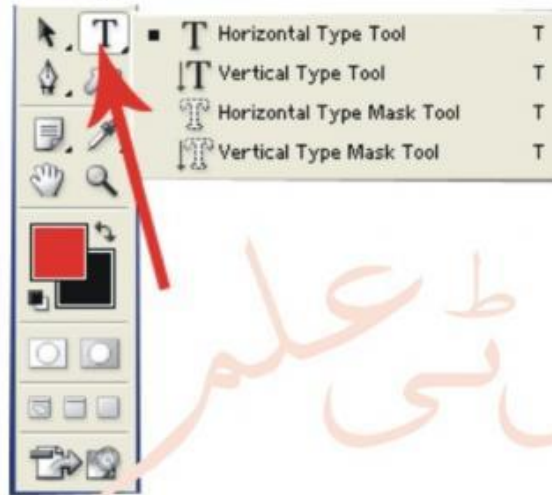 T Horizontal Type Tool T
T Vertical Type Tool T
T Horizontal Type Mask Tool T
T Vertical Type Mask Tool T
علم